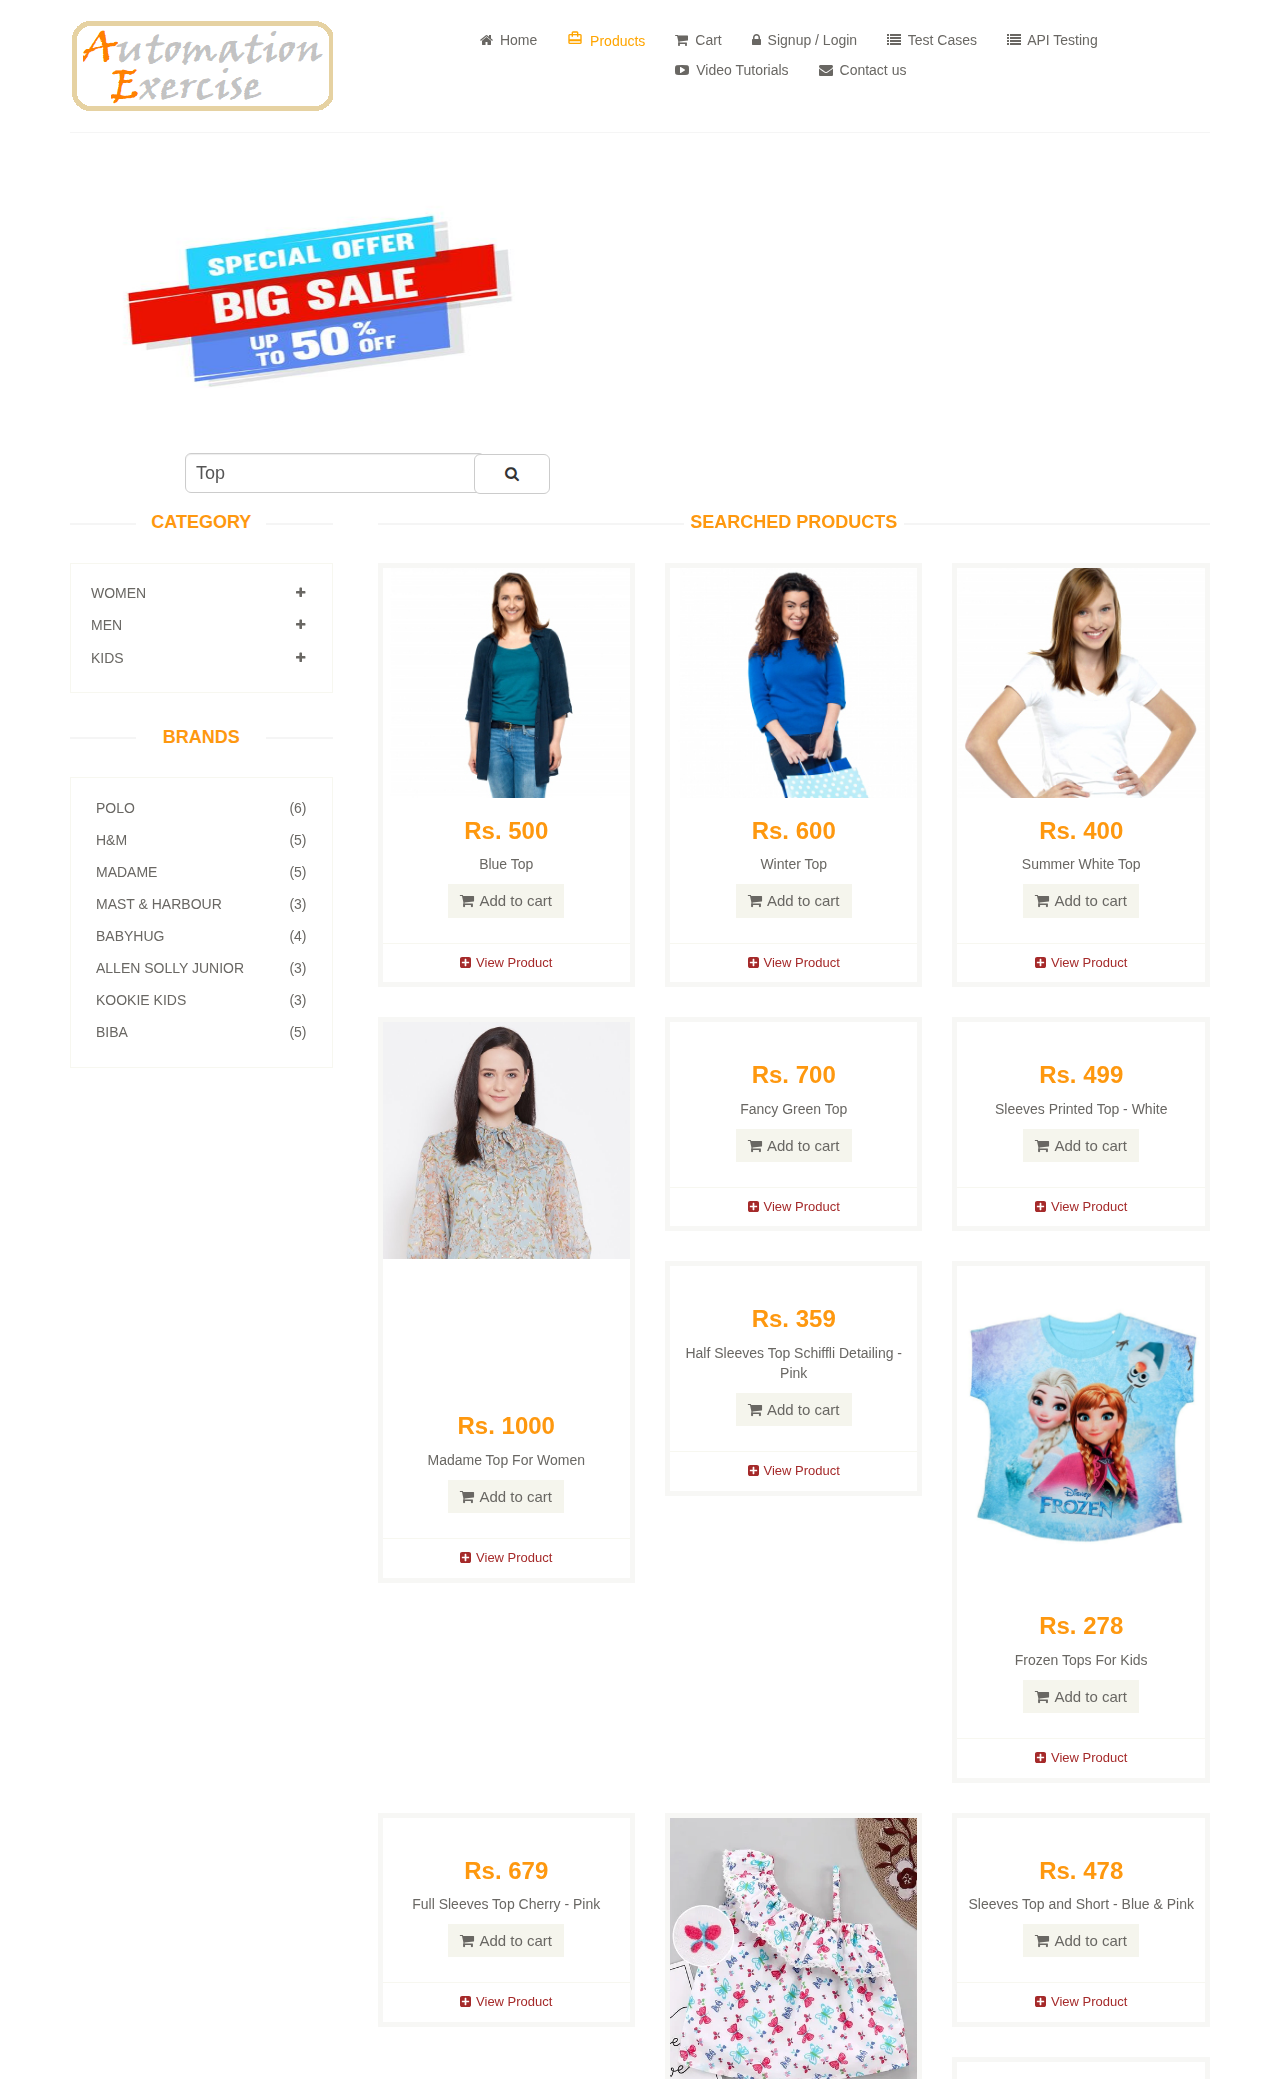 Automation
Exercise
Home
Products
Cart
Signup / Login
Test Cases
API Testing
Video Tutorials
Contact us
SPECIAL OFFER
BIG SALE
UP TO 50% OFF
Top
CATEGORY
WOMEN
MEN
KIDS
BRANDS
POLO (6)
H&M (5)
MADAME (5)
MAST & HARBOUR (3)
BABYHUG (4)
ALLEN SOLLY JUNIOR (3)
KOOKIE KIDS (3)
BIBA (5)
SEARCHED PRODUCTS
Rs. 500
Blue Top
Add to cart
View Product
Rs. 600
Winter Top
Add to cart
View Product
Rs. 400
Summer White Top
Add to cart
View Product
Rs. 1000
Madame Top For Women
Add to cart
View Product
Rs. 700
Fancy Green Top
Add to cart
View Product
Rs. 499
Sleeves Printed Top - White
Add to cart
View Product
Rs. 359
Half Sleeves Top Schiffli Detailing -
Pink
Add to cart
View Product
Disney
FROZEN
Rs. 278
Frozen Tops For Kids
Add to cart
View Product
Rs. 679
Full Sleeves Top Cherry - Pink
Add to cart
View Product
Rs. 478
Sleeves Top and Short - Blue & Pink
Add to cart
View Product